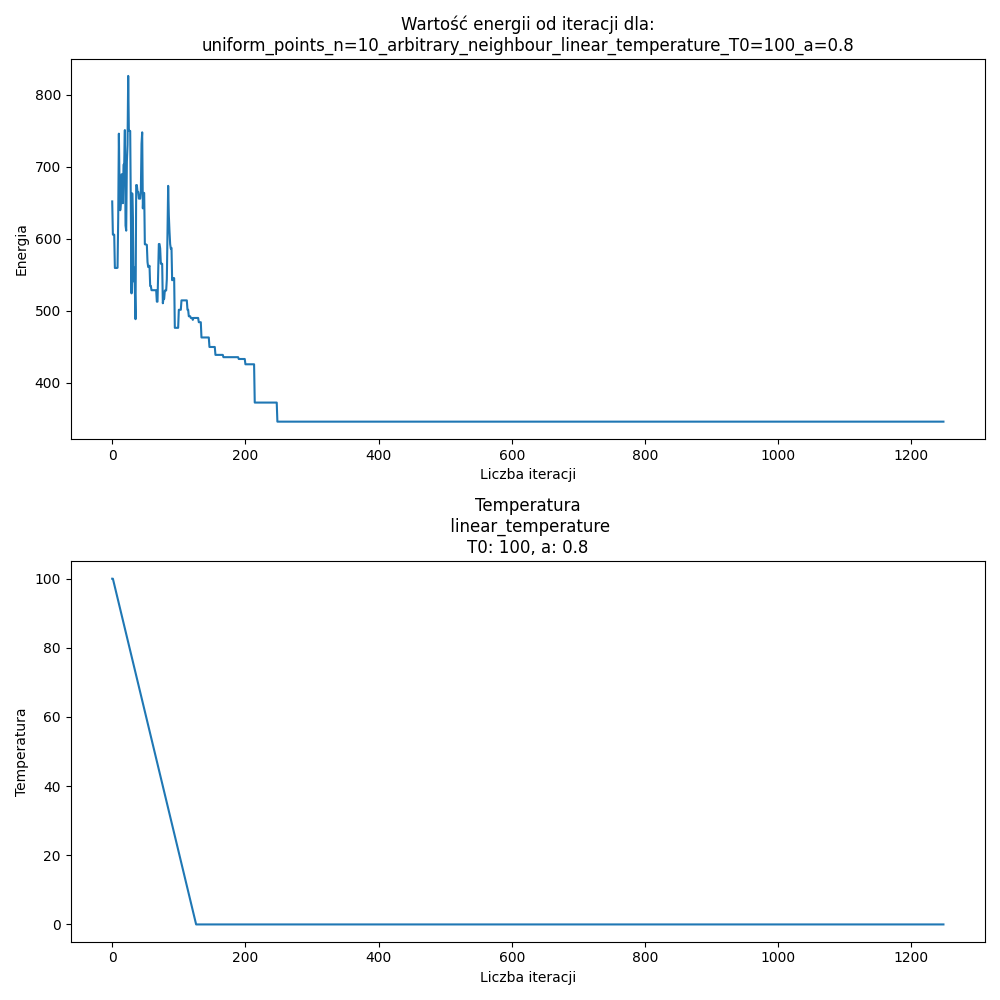 Wartość energii od iteracji dla:
uniform_points_n=10_arbitrary_neighbour_linear_temperature_T0=100_a=0.8
800
700
600
500
400
Energia
0 200 400 600 800 1000 1200
Liczba iteracji
Temperatura
linear_temperature
T0: 100, a: 0.8
100
80
60
40
20
0
Temperatura
0 200 400 600 800 1000 1200
Liczba iteracji